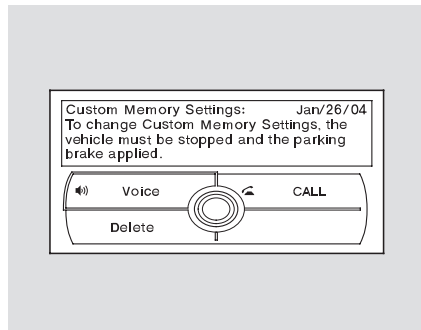 Custom Memory Settings: Jan/26/04
To change Custom Memory Settings, the
vehicle must be stopped and the parking
brake applied.
Voice CALL
Delete